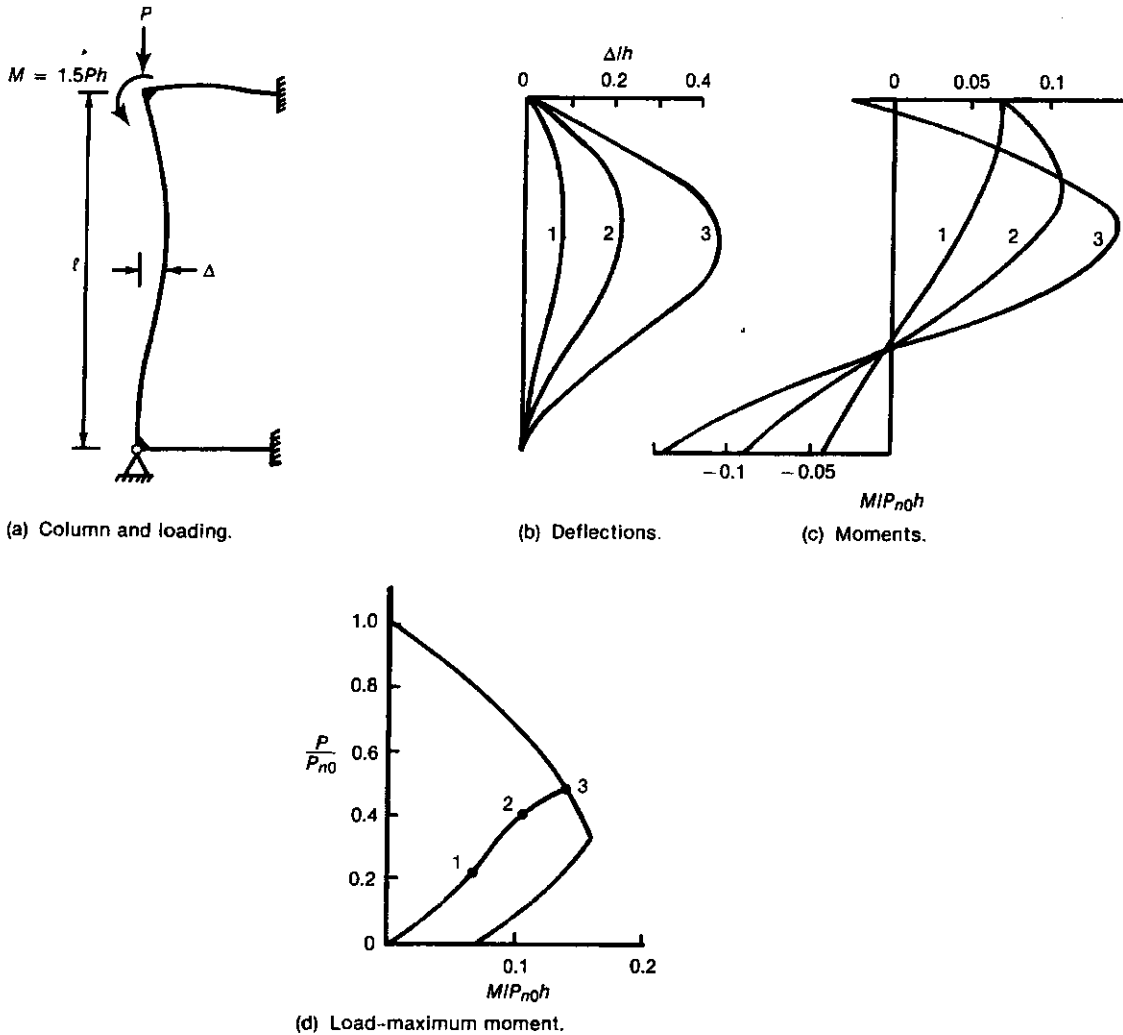 P
M = 1.5Ph
ℓ
Δ
(a) Column and loading.
Δ/h
0 0.2 0.4
1 2 3
(b) Deflections.
0 0.05 0.1
1 2 3
−0.1 −0.05
M/Pn0h
(c) Moments.
1.0
0.8
0.6
P/Pn0
0.4
0.2
0
1
2
3
0.1 0.2
M/Pn0h
(d) Load–maximum moment.